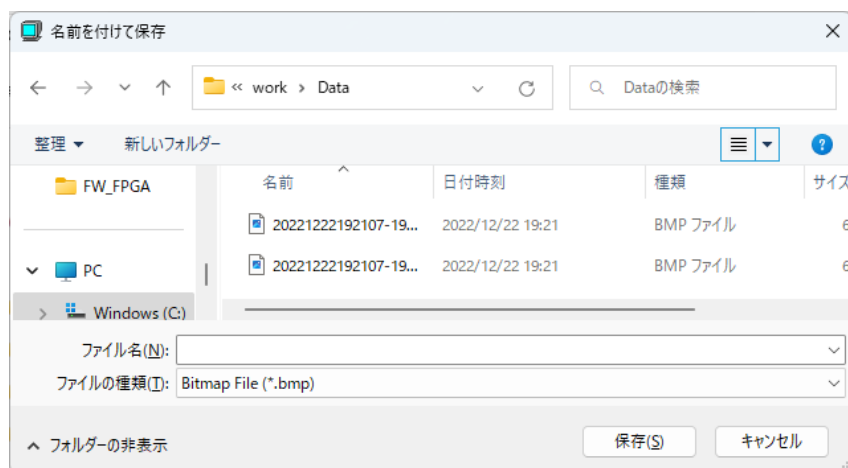 名前を付けて保存
« work › Data
Dataの検索
整理
新しいフォルダー
FW_FPGA
PC
Windows (C:)
名前 日付時刻 種類 サイズ
20221222192107-19... 2022/12/22 19:21 BMP ファイル 6
20221222192107-19... 2022/12/22 19:21 BMP ファイル 6
ファイル名(N):
ファイルの種類(T): Bitmap File (*.bmp)
フォルダーの非表示
保存(S)
キャンセル